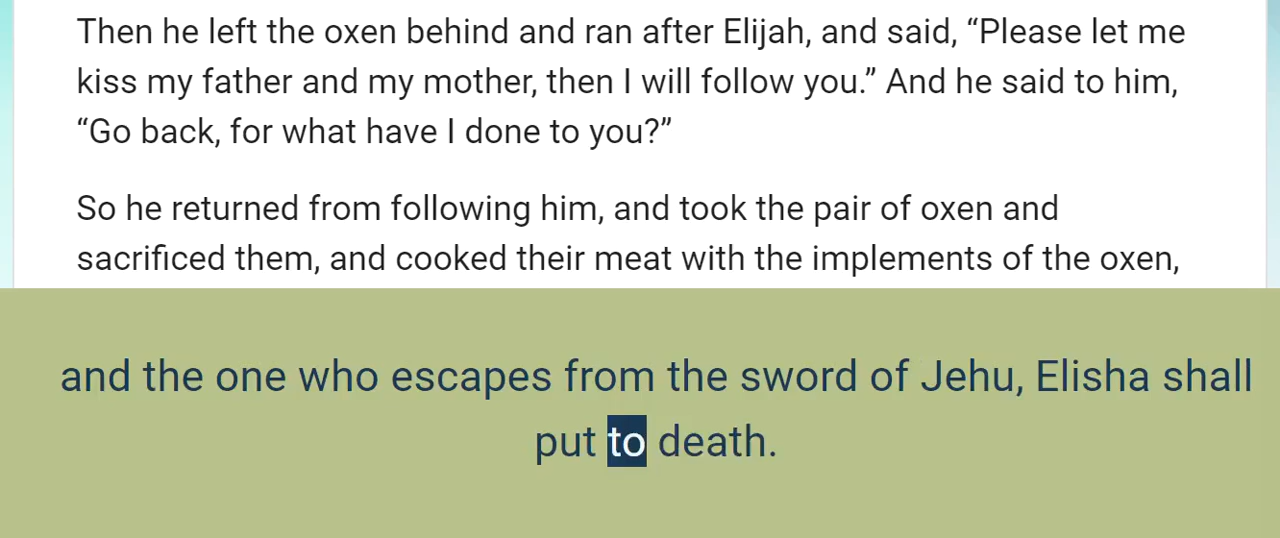 Then he left the oxen behind and ran after Elijah, and said, “Please let me
kiss my father and my mother, then I will follow you.” And he said to him,
“Go back, for what have I done to you?”
So he returned from following him, and took the pair of oxen and
sacrificed them, and cooked their meat with the implements of the oxen,
and the one who escapes from the sword of Jehu, Elisha shall
put to death.